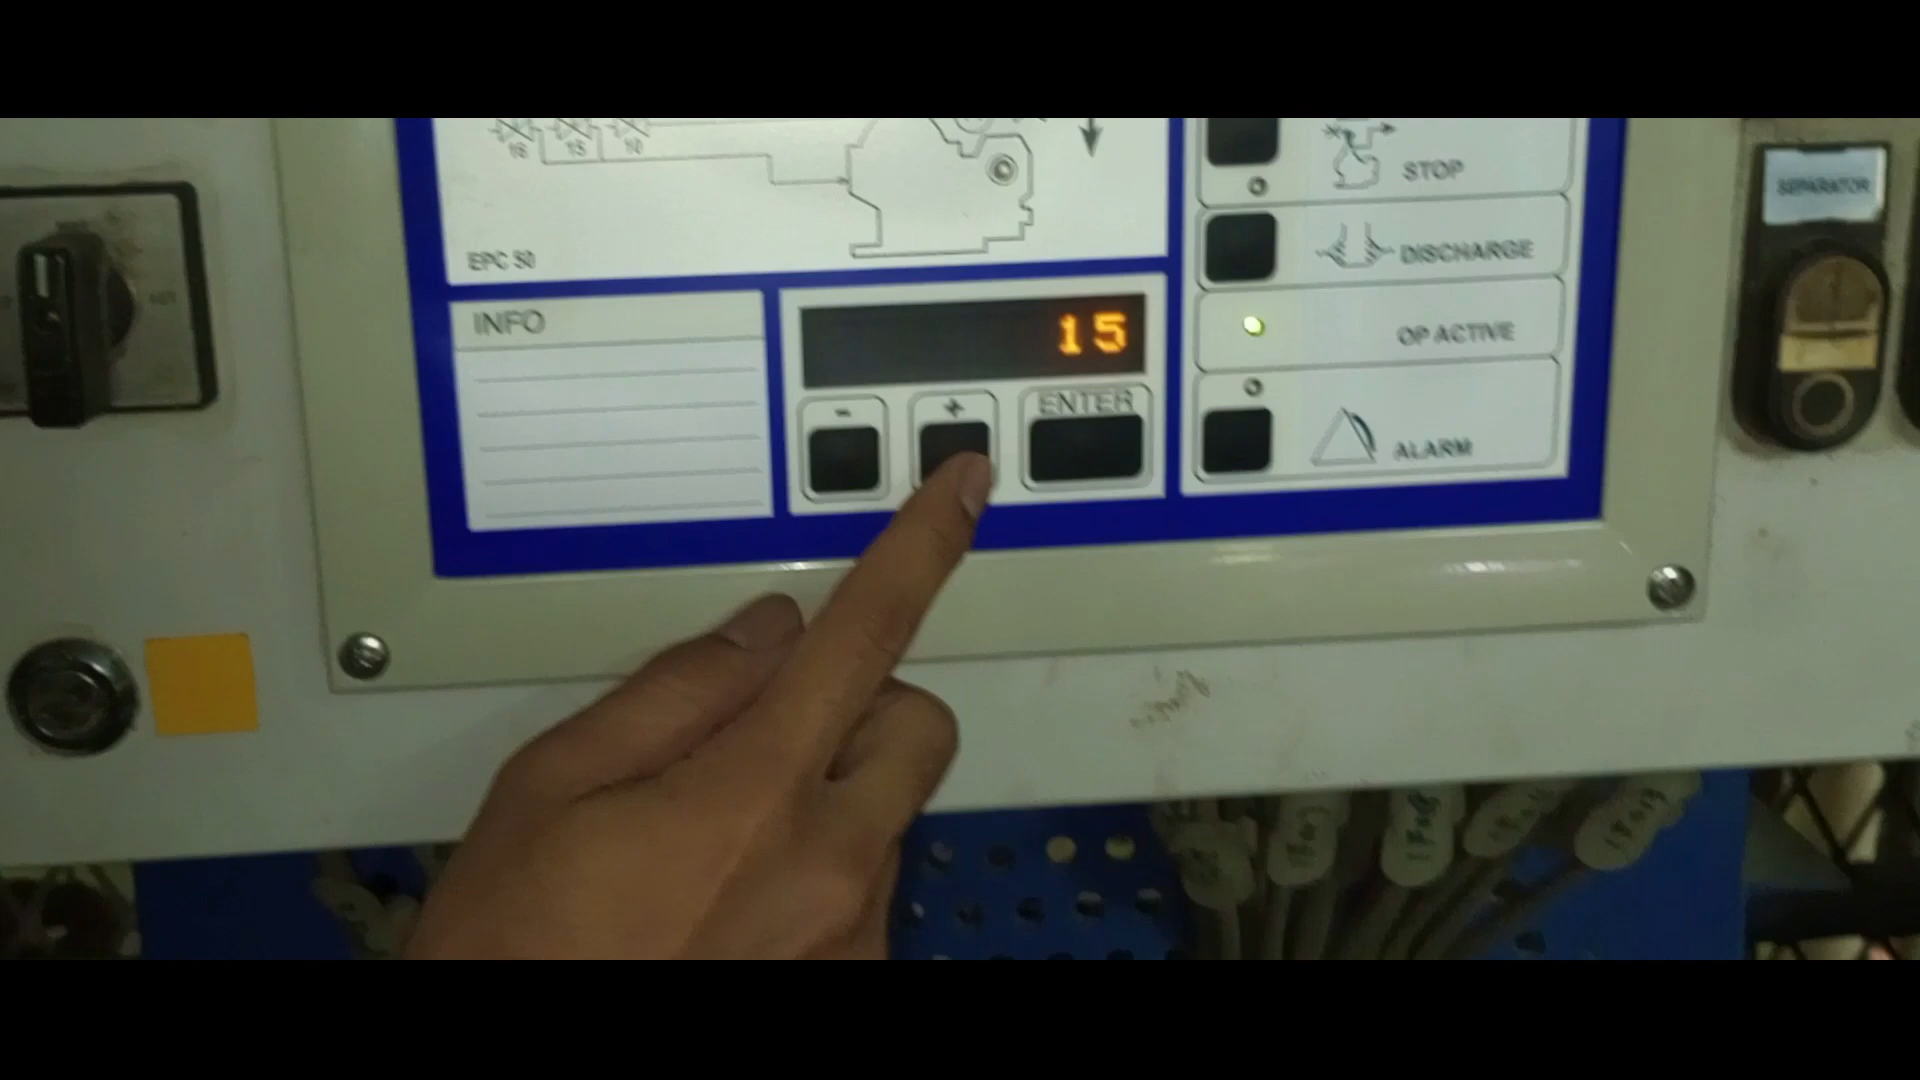 16 15 10
EPC 50
STOP
DISCHARGE
OP ACTIVE
ALARM
INFO
15
- + ENTER
SEPARATOR